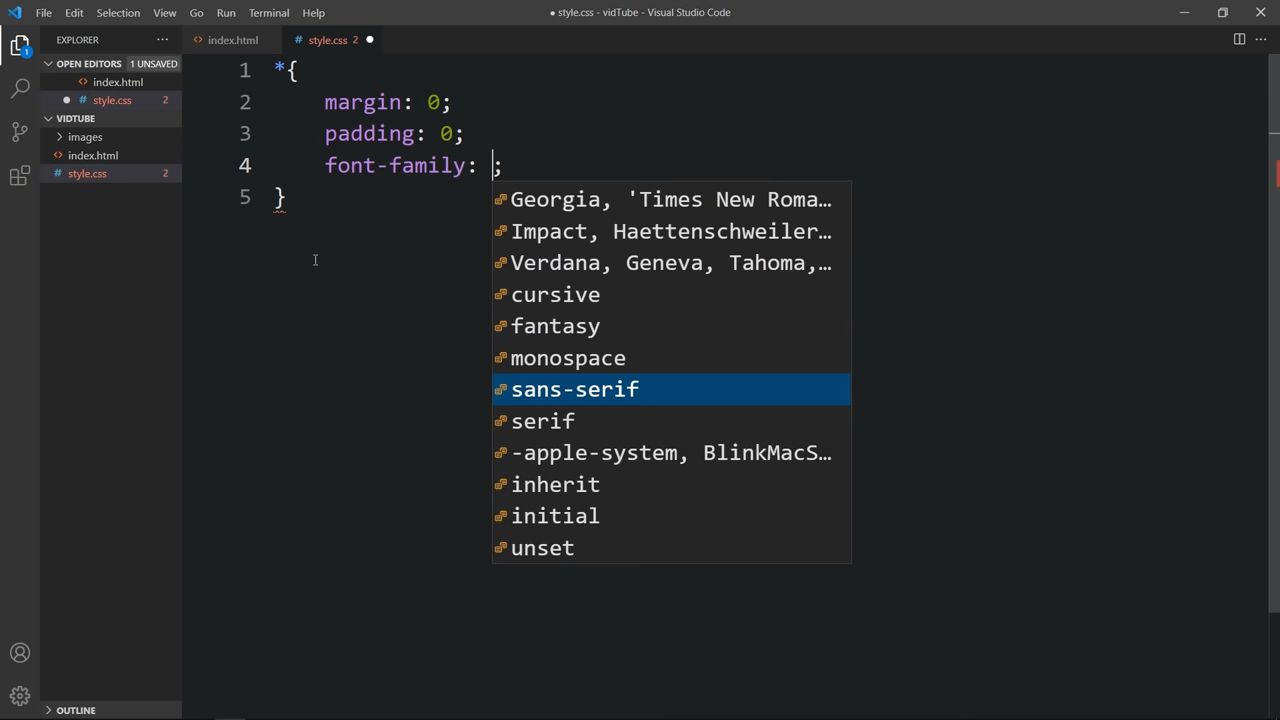 File Edit Selection View Go Run Terminal Help
● style.css - vidTube - Visual Studio Code
EXPLORER ···
index.html
# style.css 2 ●
OPEN EDITORS 1 UNSAVED
index.html
# style.css 2
VIDTUBE
images
index.html
# style.css 2
1 *{
2 margin: 0;
3 padding: 0;
4 font-family: ;
5 }
Georgia, 'Times New Roma…
Impact, Haettenschweiler…
Verdana, Geneva, Tahoma,…
cursive
fantasy
monospace
sans-serif
serif
-apple-system, BlinkMacS…
inherit
initial
unset
1
OUTLINE